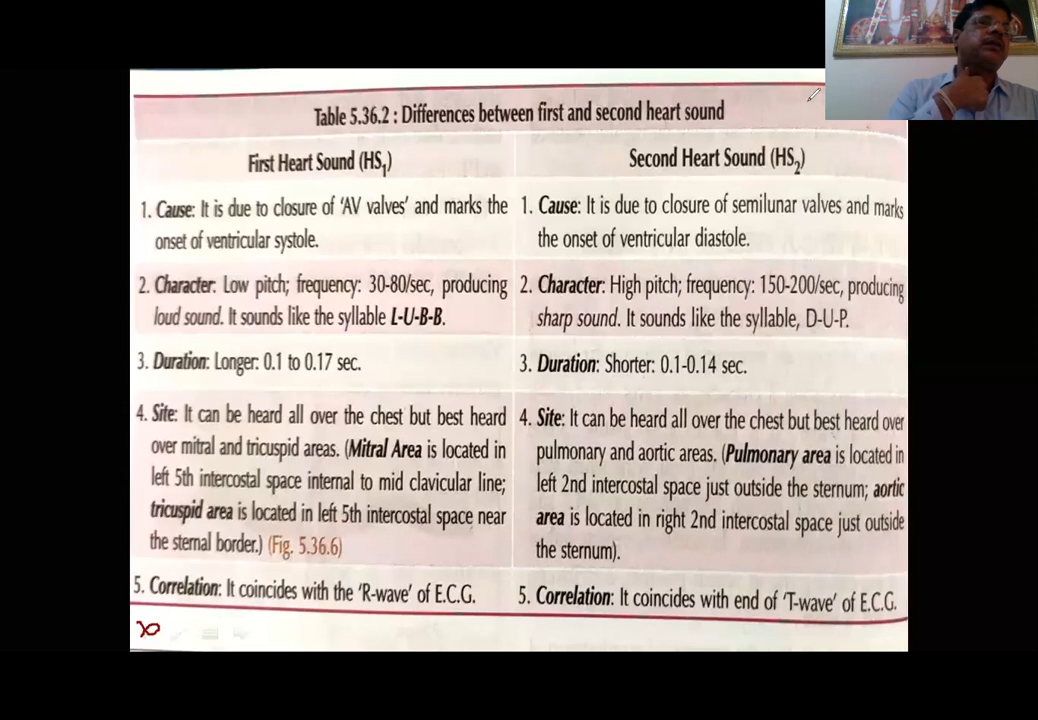 Table 5.36.2 : Differences between first and second heart sound
First Heart Sound (HS1)
1. Cause: It is due to closure of 'AV valves' and marks the
onset of ventricular systole.
2. Character: Low pitch; frequency: 30-80/sec, producing
loud sound. It sounds like the syllable L-U-B-B.
3. Duration: Longer: 0.1 to 0.17 sec.
4. Site: It can be heard all over the chest but best heard
over mitral and tricuspid areas. (Mitral Area is located in
left 5th intercostal space internal to mid clavicular line;
tricuspid area is located in left 5th intercostal space near
the sternal border.) (Fig. 5.36.6)
5. Correlation: It coincides with the 'R-wave' of E.C.G.
Second Heart Sound (HS2)
1. Cause: It is due to closure of semilunar valves and marks
the onset of ventricular diastole.
2. Character: High pitch; frequency: 150-200/sec, producing
sharp sound. It sounds like the syllable, D-U-P.
3. Duration: Shorter: 0.1-0.14 sec.
4. Site: It can be heard all over the chest but best heard over
pulmonary and aortic areas. (Pulmonary area is located in
left 2nd intercostal space just outside the sternum; aortic
area is located in right 2nd intercostal space just outside
the sternum).
5. Correlation: It coincides with end of 'T-wave' of E.C.G.